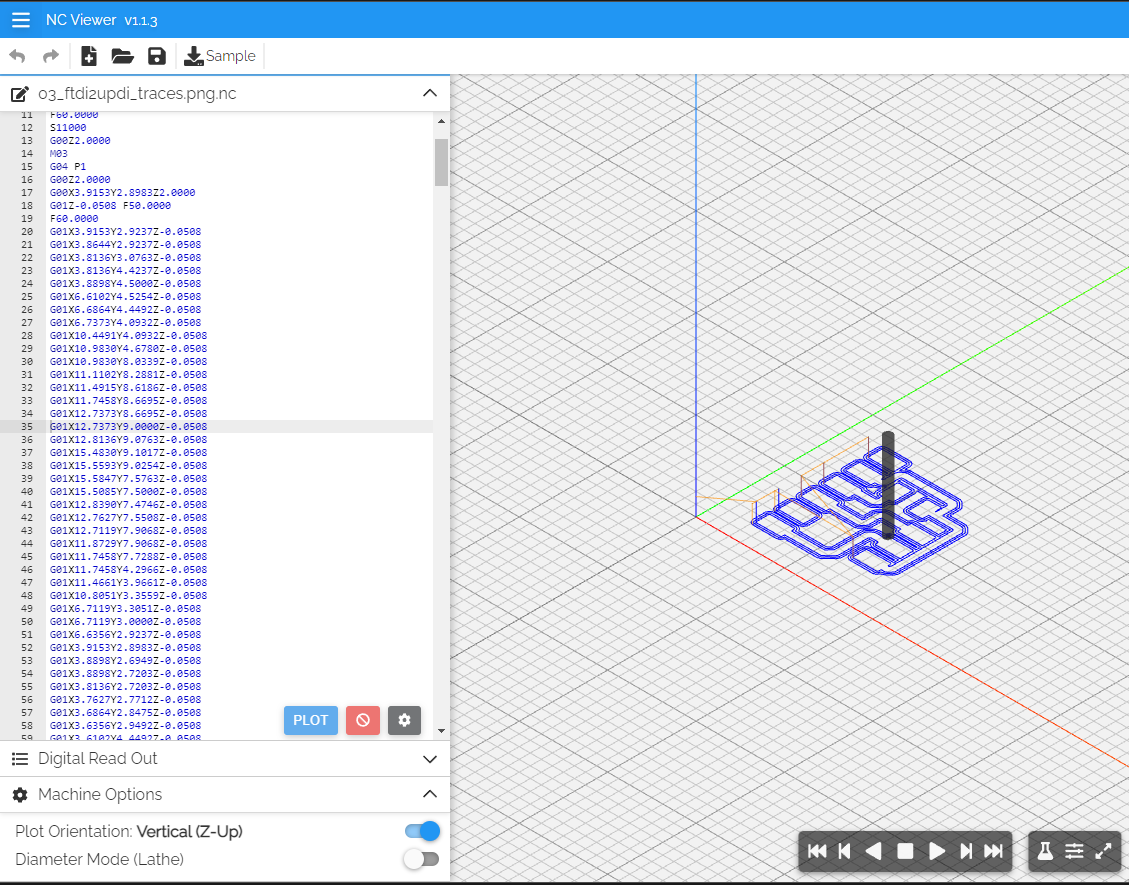 NC Viewer v1.1.3
Sample
03_ftdi2updi_traces.png.nc
11 F60.0000
12 S11000
13 G00Z2.0000
14 M03
15 G04 P1
16 G00Z2.0000
17 G00X3.9153Y2.8983Z2.0000
18 G01Z-0.0508 F50.0000
19 F60.0000
20 G01X3.9153Y2.9237Z-0.0508
21 G01X3.8644Y2.9237Z-0.0508
22 G01X3.8136Y3.0763Z-0.0508
23 G01X3.8136Y4.4237Z-0.0508
24 G01X3.8898Y4.5000Z-0.0508
25 G01X6.6102Y4.5254Z-0.0508
26 G01X6.6864Y4.4492Z-0.0508
27 G01X6.7373Y4.0932Z-0.0508
28 G01X10.4491Y4.0932Z-0.0508
29 G01X10.9830Y4.6780Z-0.0508
30 G01X10.9830Y8.0339Z-0.0508
31 G01X11.1102Y8.2881Z-0.0508
32 G01X11.4915Y8.6186Z-0.0508
33 G01X11.7458Y8.6695Z-0.0508
34 G01X12.7373Y8.6695Z-0.0508
35 G01X12.7373Y9.0000Z-0.0508
36 G01X12.8136Y9.0763Z-0.0508
37 G01X15.4830Y9.1017Z-0.0508
38 G01X15.5593Y9.0254Z-0.0508
39 G01X15.5847Y7.5763Z-0.0508
40 G01X15.5085Y7.5000Z-0.0508
41 G01X12.8390Y7.4746Z-0.0508
42 G01X12.7627Y7.5508Z-0.0508
43 G01X12.7119Y7.9068Z-0.0508
44 G01X11.8729Y7.9068Z-0.0508
45 G01X11.7458Y7.7288Z-0.0508
46 G01X11.7458Y4.2966Z-0.0508
47 G01X11.4661Y3.9661Z-0.0508
48 G01X10.8051Y3.3559Z-0.0508
49 G01X6.7119Y3.3051Z-0.0508
50 G01X6.7119Y3.0000Z-0.0508
51 G01X6.6356Y2.9237Z-0.0508
52 G01X3.9153Y2.8983Z-0.0508
53 G01X3.8898Y2.6949Z-0.0508
54 G01X3.8898Y2.7203Z-0.0508
55 G01X3.8136Y2.7203Z-0.0508
56 G01X3.7627Y2.7712Z-0.0508
57 G01X3.6864Y2.8475Z-0.0508
58 G01X3.6356Y2.9492Z-0.0508
59 G01X3.6102Y4.4492Z-0.0508
PLOT
Digital Read Out
Machine Options
Plot Orientation: Vertical (Z-Up)
Diameter Mode (Lathe)